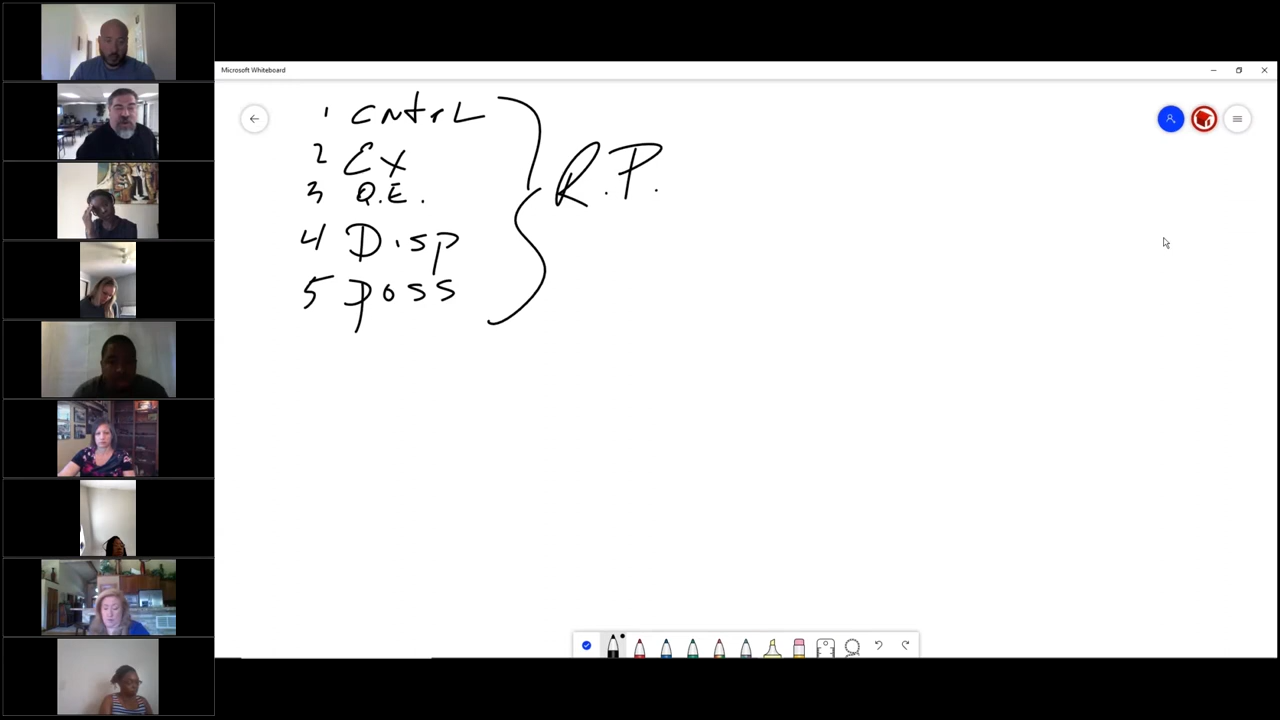 Microsoft Whiteboard
1 CNtrL
2 EX
3 Q.E.
4 Disp
5 poss
R.P.